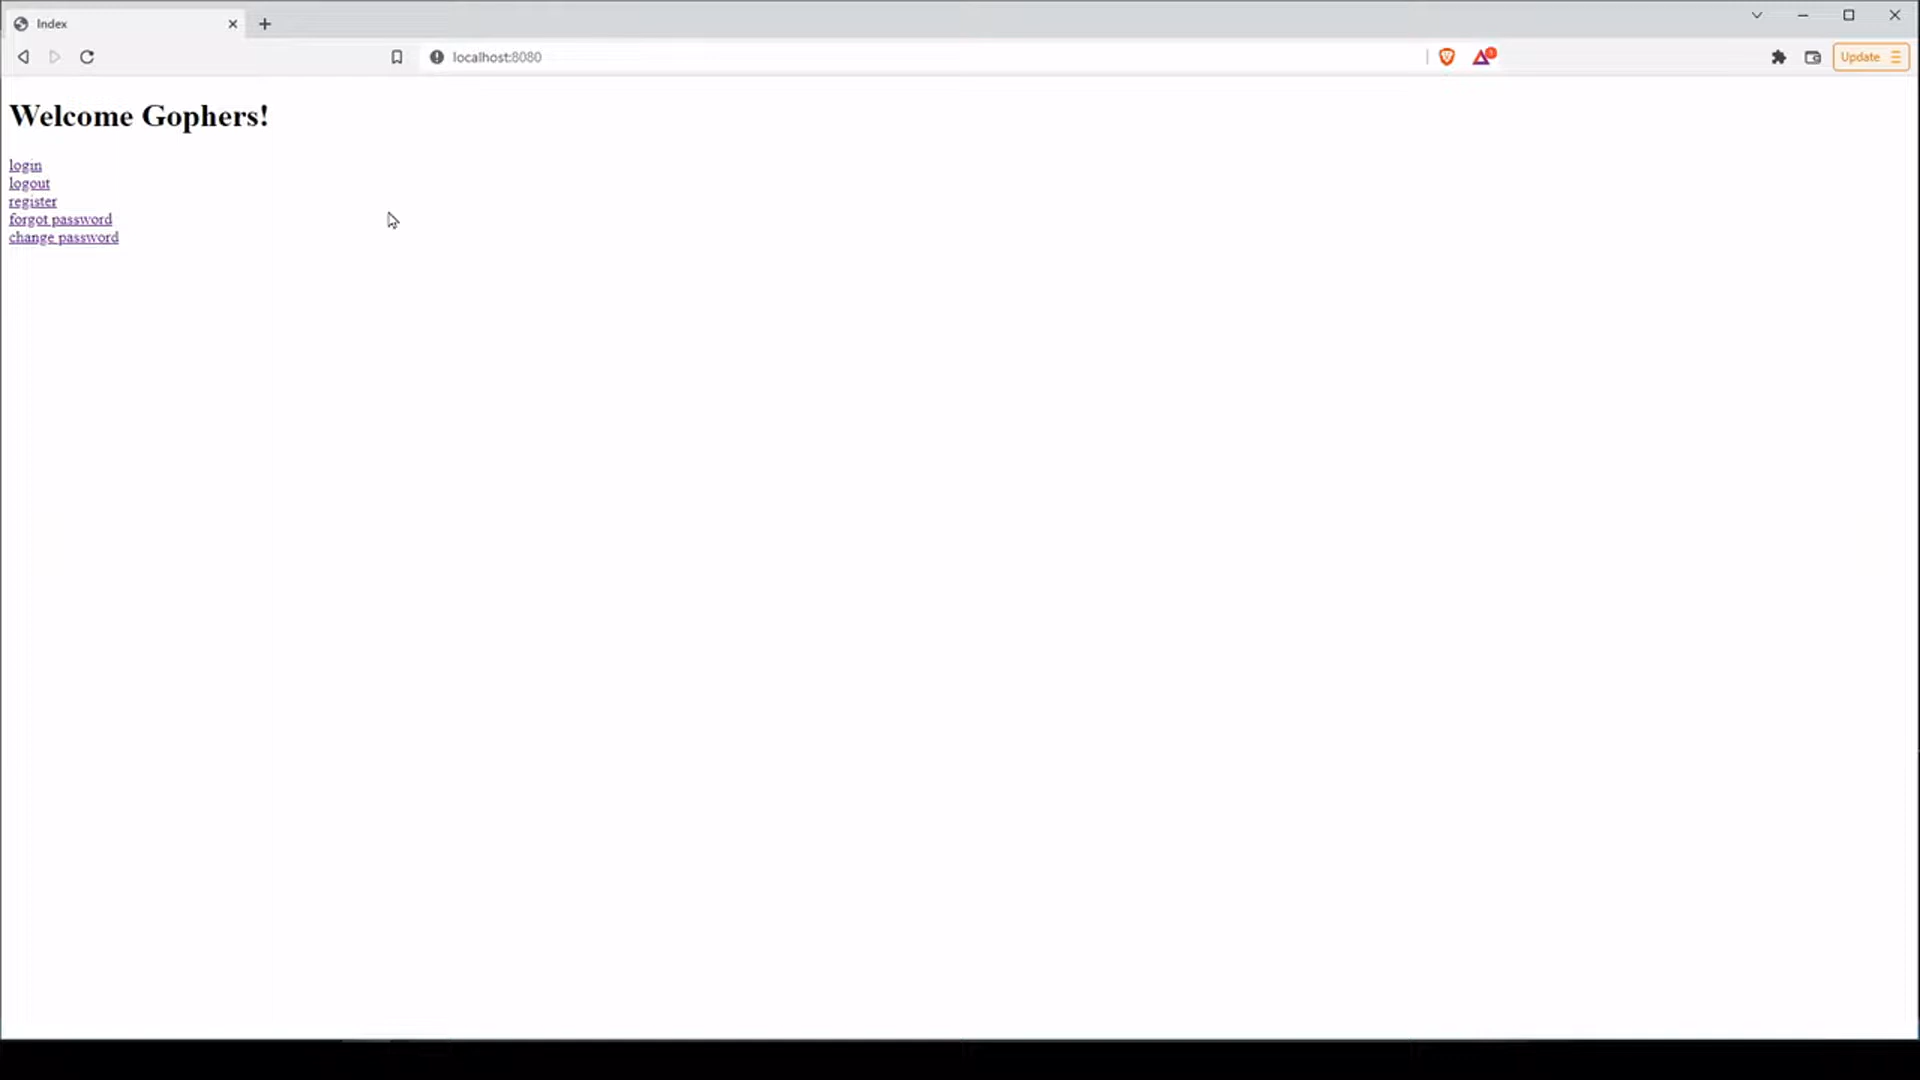 Index
localhost:8080
Update
Welcome Gophers!
login
logout
register
forgot password
change password